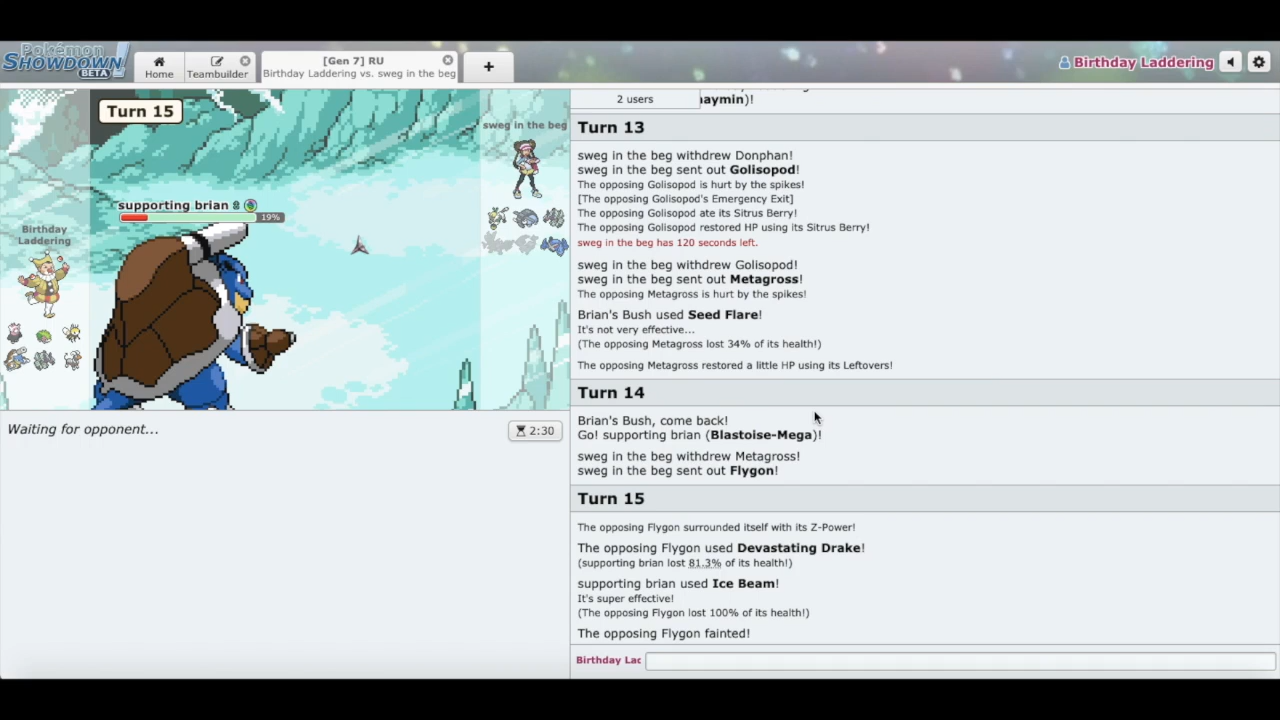 Pokémon
SHOWDOWN!
BETA
Home
Teambuilder
[Gen 7] RU
Birthday Laddering vs. sweg in the beg
+
Birthday Laddering
Turn 15
sweg in the beg
supporting brian
19%
Birthday
Laddering
Waiting for opponent...
2:30
2 users
aymin)!
Turn 13
sweg in the beg withdrew Donphan!
sweg in the beg sent out Golisopod!
The opposing Golisopod is hurt by the spikes!
[The opposing Golisopod's Emergency Exit]
The opposing Golisopod ate its Sitrus Berry!
The opposing Golisopod restored HP using its Sitrus Berry!
sweg in the beg has 120 seconds left.
sweg in the beg withdrew Golisopod!
sweg in the beg sent out Metagross!
The opposing Metagross is hurt by the spikes!
Brian's Bush used Seed Flare!
It's not very effective...
(The opposing Metagross lost 34% of its health!)
The opposing Metagross restored a little HP using its Leftovers!
Turn 14
Brian's Bush, come back!
Go! supporting brian (Blastoise-Mega)!
sweg in the beg withdrew Metagross!
sweg in the beg sent out Flygon!
Turn 15
The opposing Flygon surrounded itself with its Z-Power!
The opposing Flygon used Devastating Drake!
(supporting brian lost 81.3% of its health!)
supporting brian used Ice Beam!
It's super effective!
(The opposing Flygon lost 100% of its health!)
The opposing Flygon fainted!
Birthday Lac